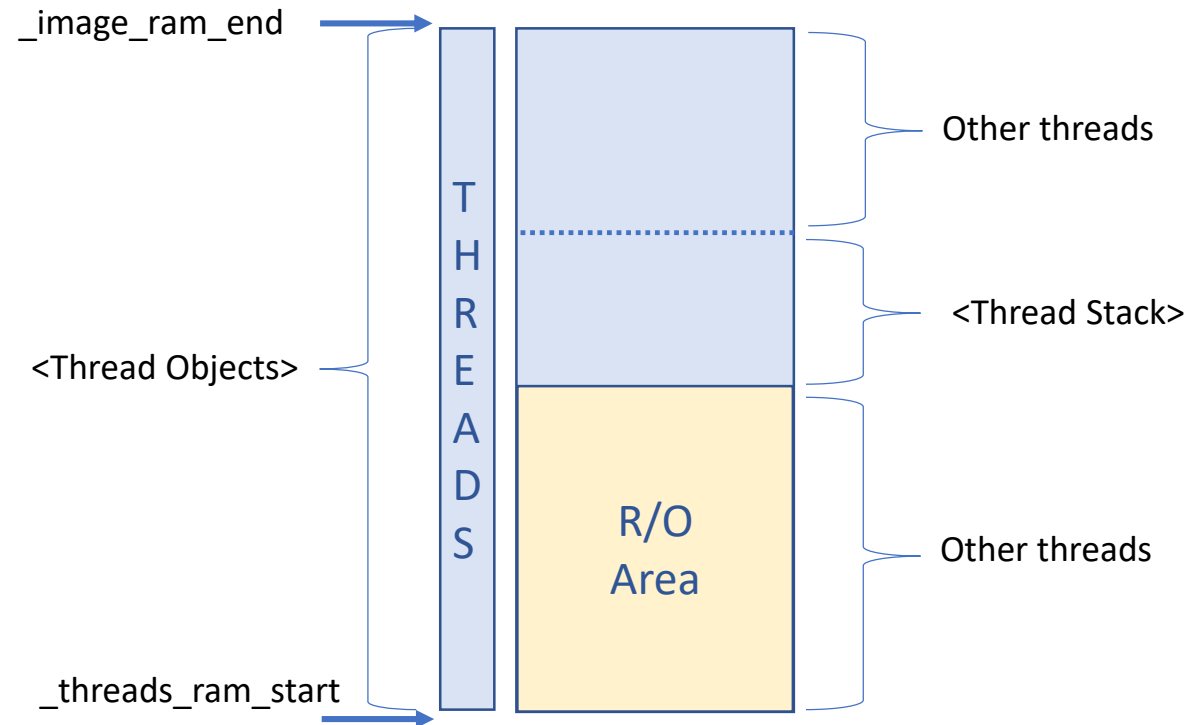 _image_ram_end
Other threads
T
H
R
E
A
D
S
<Thread Stack>
<Thread Objects>
R/O
Area
Other threads
_threads_ram_start